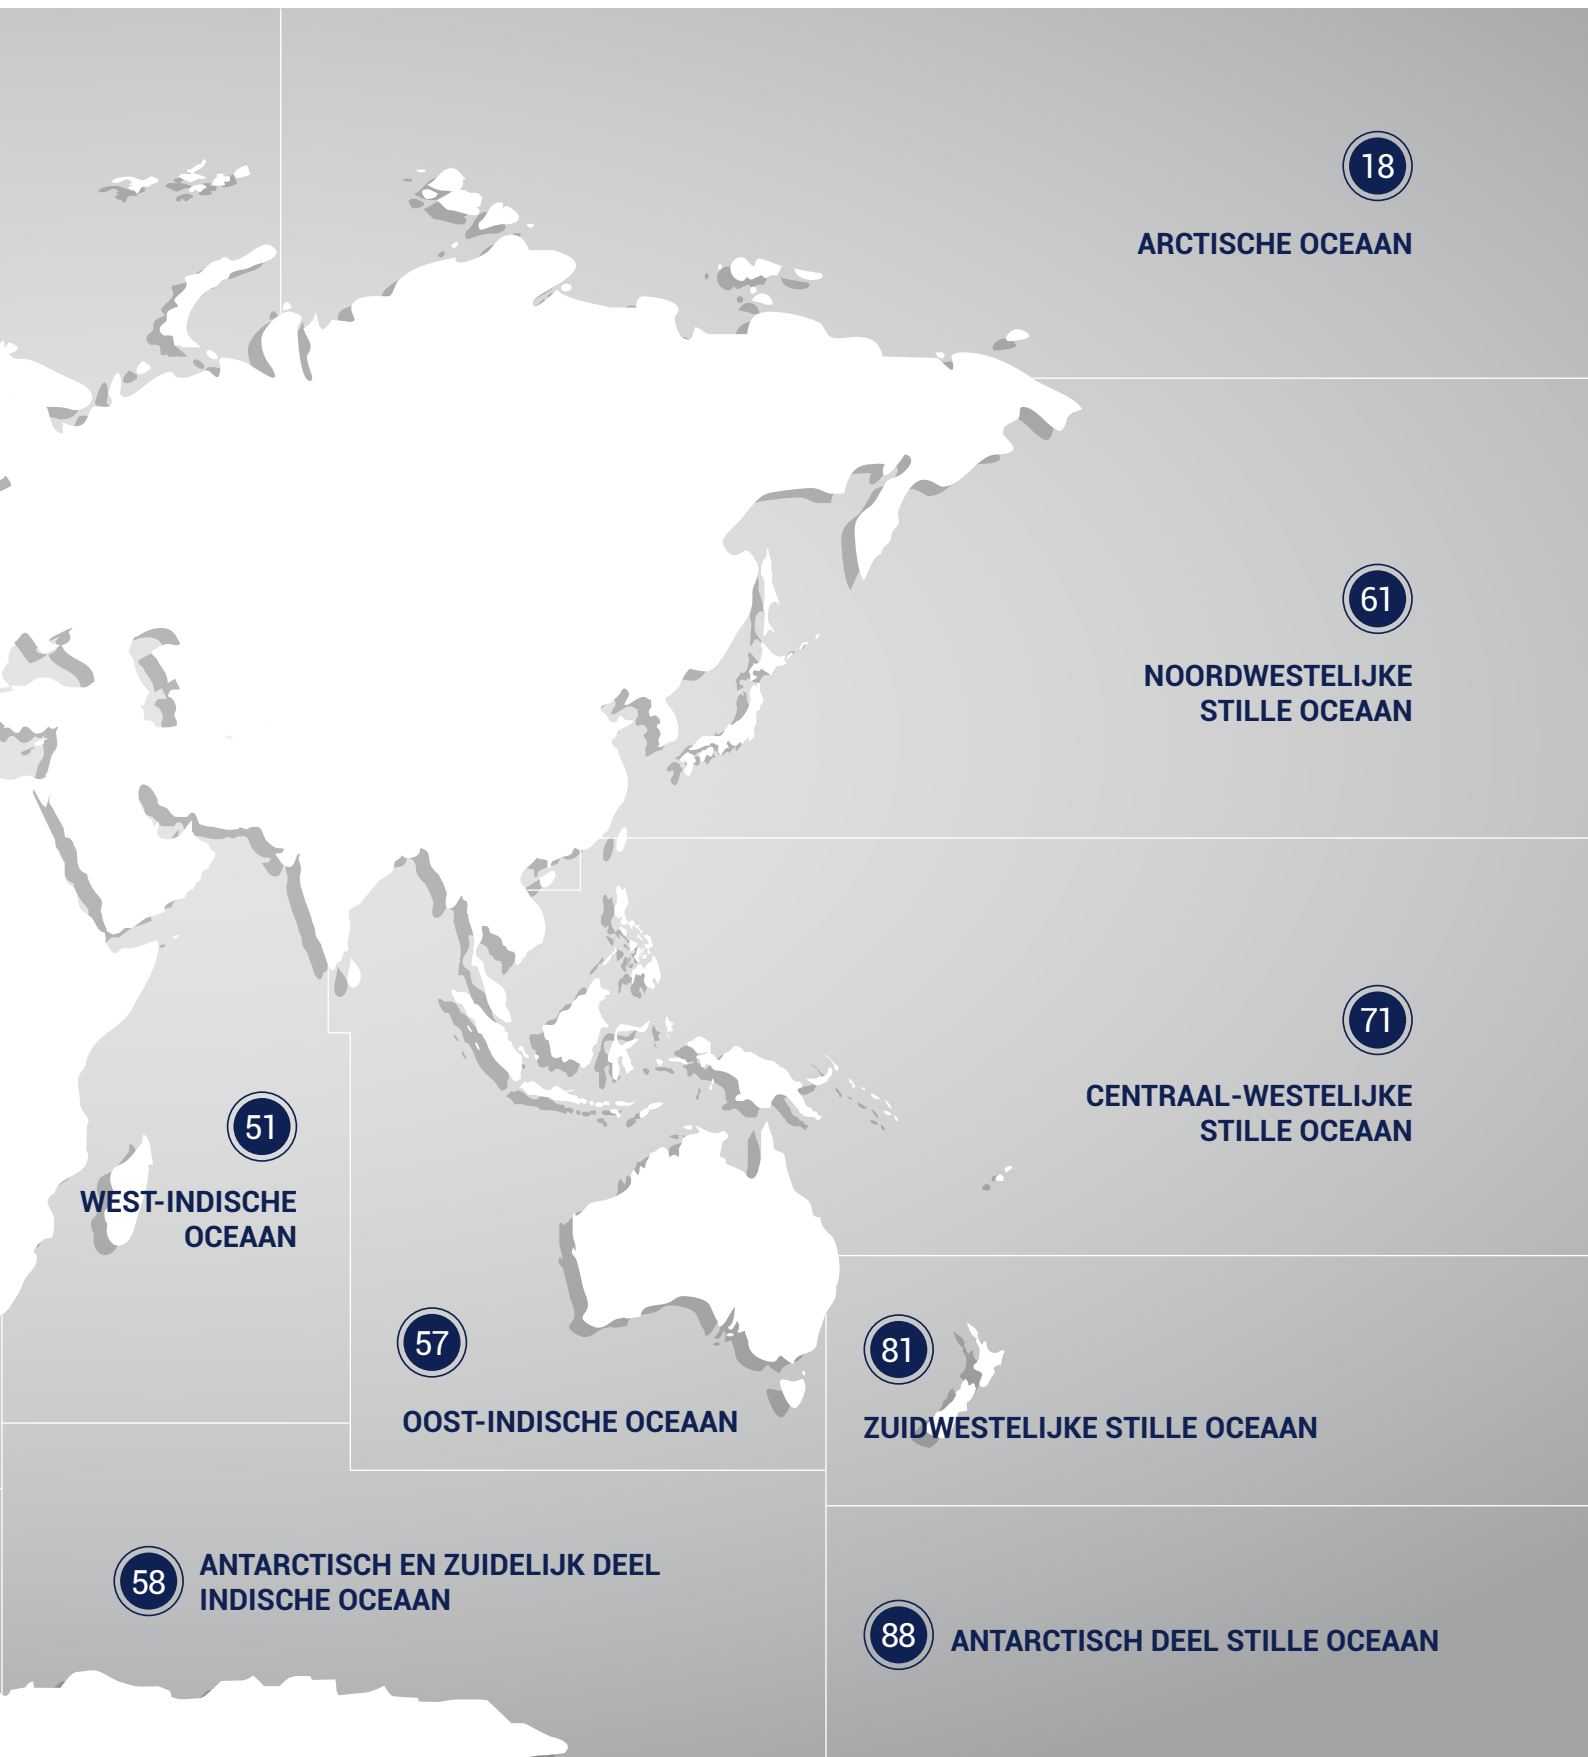 18
ARCTISCHE OCEAAN
61
NOORDWESTELIJKE
STILLE OCEAAN
71
CENTRAAL-WESTELIJKE
STILLE OCEAAN
51
WEST-INDISCHE
OCEAAN
57
OOST-INDISCHE OCEAAN
81
ZUIDWESTELIJKE STILLE OCEAAN
58
ANTARCTISCH EN ZUIDELIJK DEEL
INDISCHE OCEAAN
88
ANTARCTISCH DEEL STILLE OCEAAN